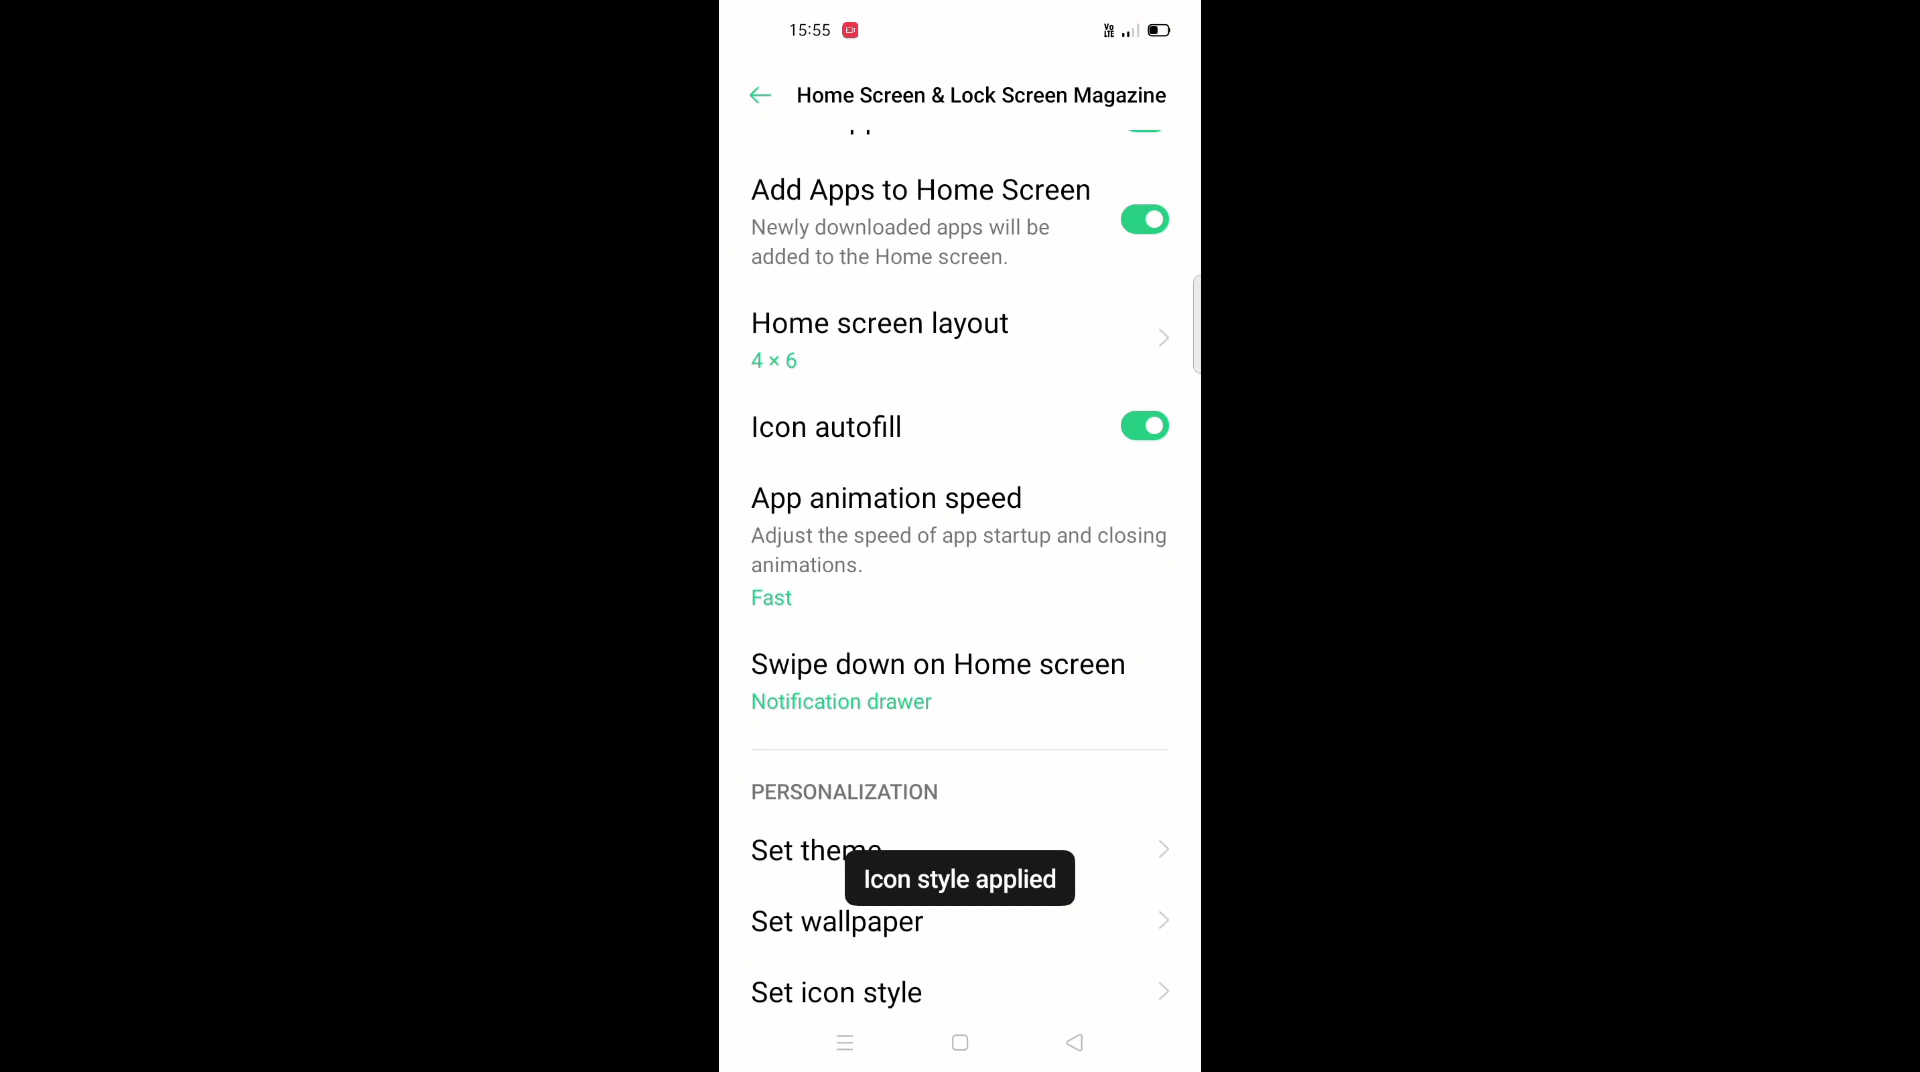 15:55
Vo
LTE
Home Screen & Lock Screen Magazine
Add Apps to Home Screen
Newly downloaded apps will be
added to the Home screen.
Home screen layout
4 × 6
Icon autofill
App animation speed
Adjust the speed of app startup and closing
animations.
Fast
Swipe down on Home screen
Notification drawer
PERSONALIZATION
Set theme
Icon style applied
Set wallpaper
Set icon style